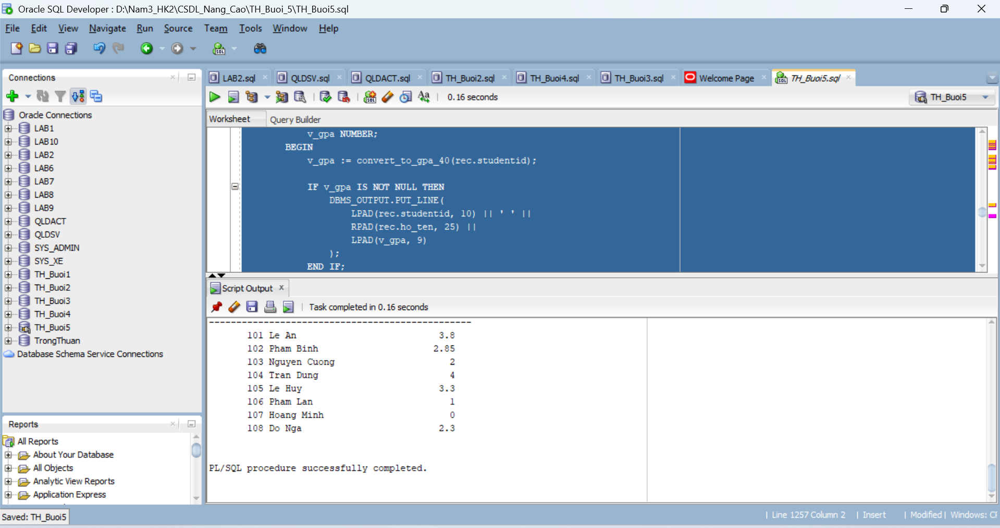 Oracle SQL Developer : D:\Nam3_HK2\CSDL_Nang_Cao\TH_Buoi_5\TH_Buoi5.sql
File Edit View Navigate Run Source Team Tools Window Help
Connections
Oracle Connections
LAB1
LAB10
LAB2
LAB6
LAB7
LAB8
LAB9
QLDACT
QLDSV
SYS_ADMIN
SYS_XE
TH_Buoi1
TH_Buoi2
TH_Buoi3
TH_Buoi4
TH_Buoi5
TrongThuan
Database Schema Service Connections
Reports
All Reports
About Your Database
All Objects
Analytic View Reports
Application Express
LAB2.sql QLDSV.sql QLDACT.sql TH_Buoi2.sql TH_Buoi4.sql TH_Buoi3.sql Welcome Page TH_Buoi5.sql
0.16 seconds
TH_Buoi5
Worksheet Query Builder
v_gpa NUMBER;
BEGIN
v_gpa := convert_to_gpa_40(rec.studentid);
IF v_gpa IS NOT NULL THEN
DBMS_OUTPUT.PUT_LINE(
LPAD(rec.studentid, 10) || ' ' ||
RPAD(rec.ho_ten, 25) ||
LPAD(v_gpa, 9)
);
END IF;
Script Output
Task completed in 0.16 seconds
------------------------------------------------
101 Le An 3.8
102 Pham Binh 2.85
103 Nguyen Cuong 2
104 Tran Dung 4
105 Le Huy 3.3
106 Pham Lan 1
107 Hoang Minh 0
108 Do Nga 2.3
PL/SQL procedure successfully completed.
Saved: TH_Buoi5
| Line 1257 Column 2 | Insert | Modified | Windows: C